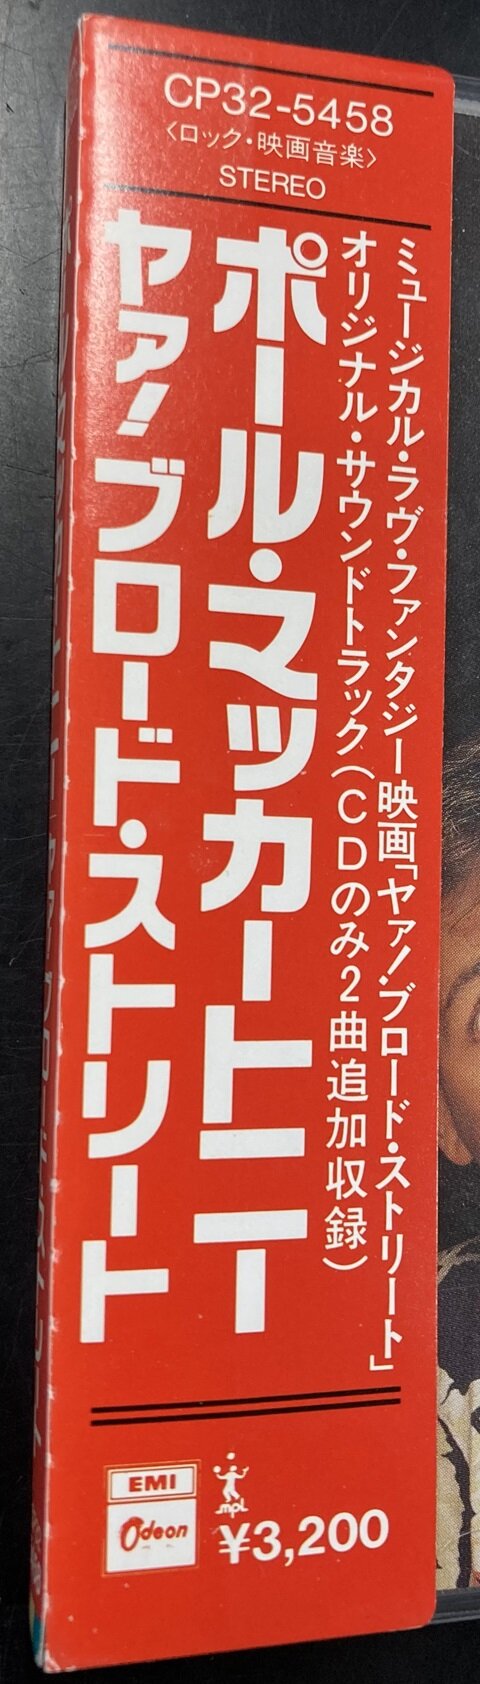 CP32-5458
〈ロック・映画音楽〉
STEREO
ミュージカル・ラヴ・ファンタジー映画「ヤァ!ブロード・ストリート」
オリジナル・サウンドトラック(CDのみ2曲追加収録)
ポール・マッカートニー
ヤァ!ブロード・ストリート
EMI
Odeon
mpl
¥3,200